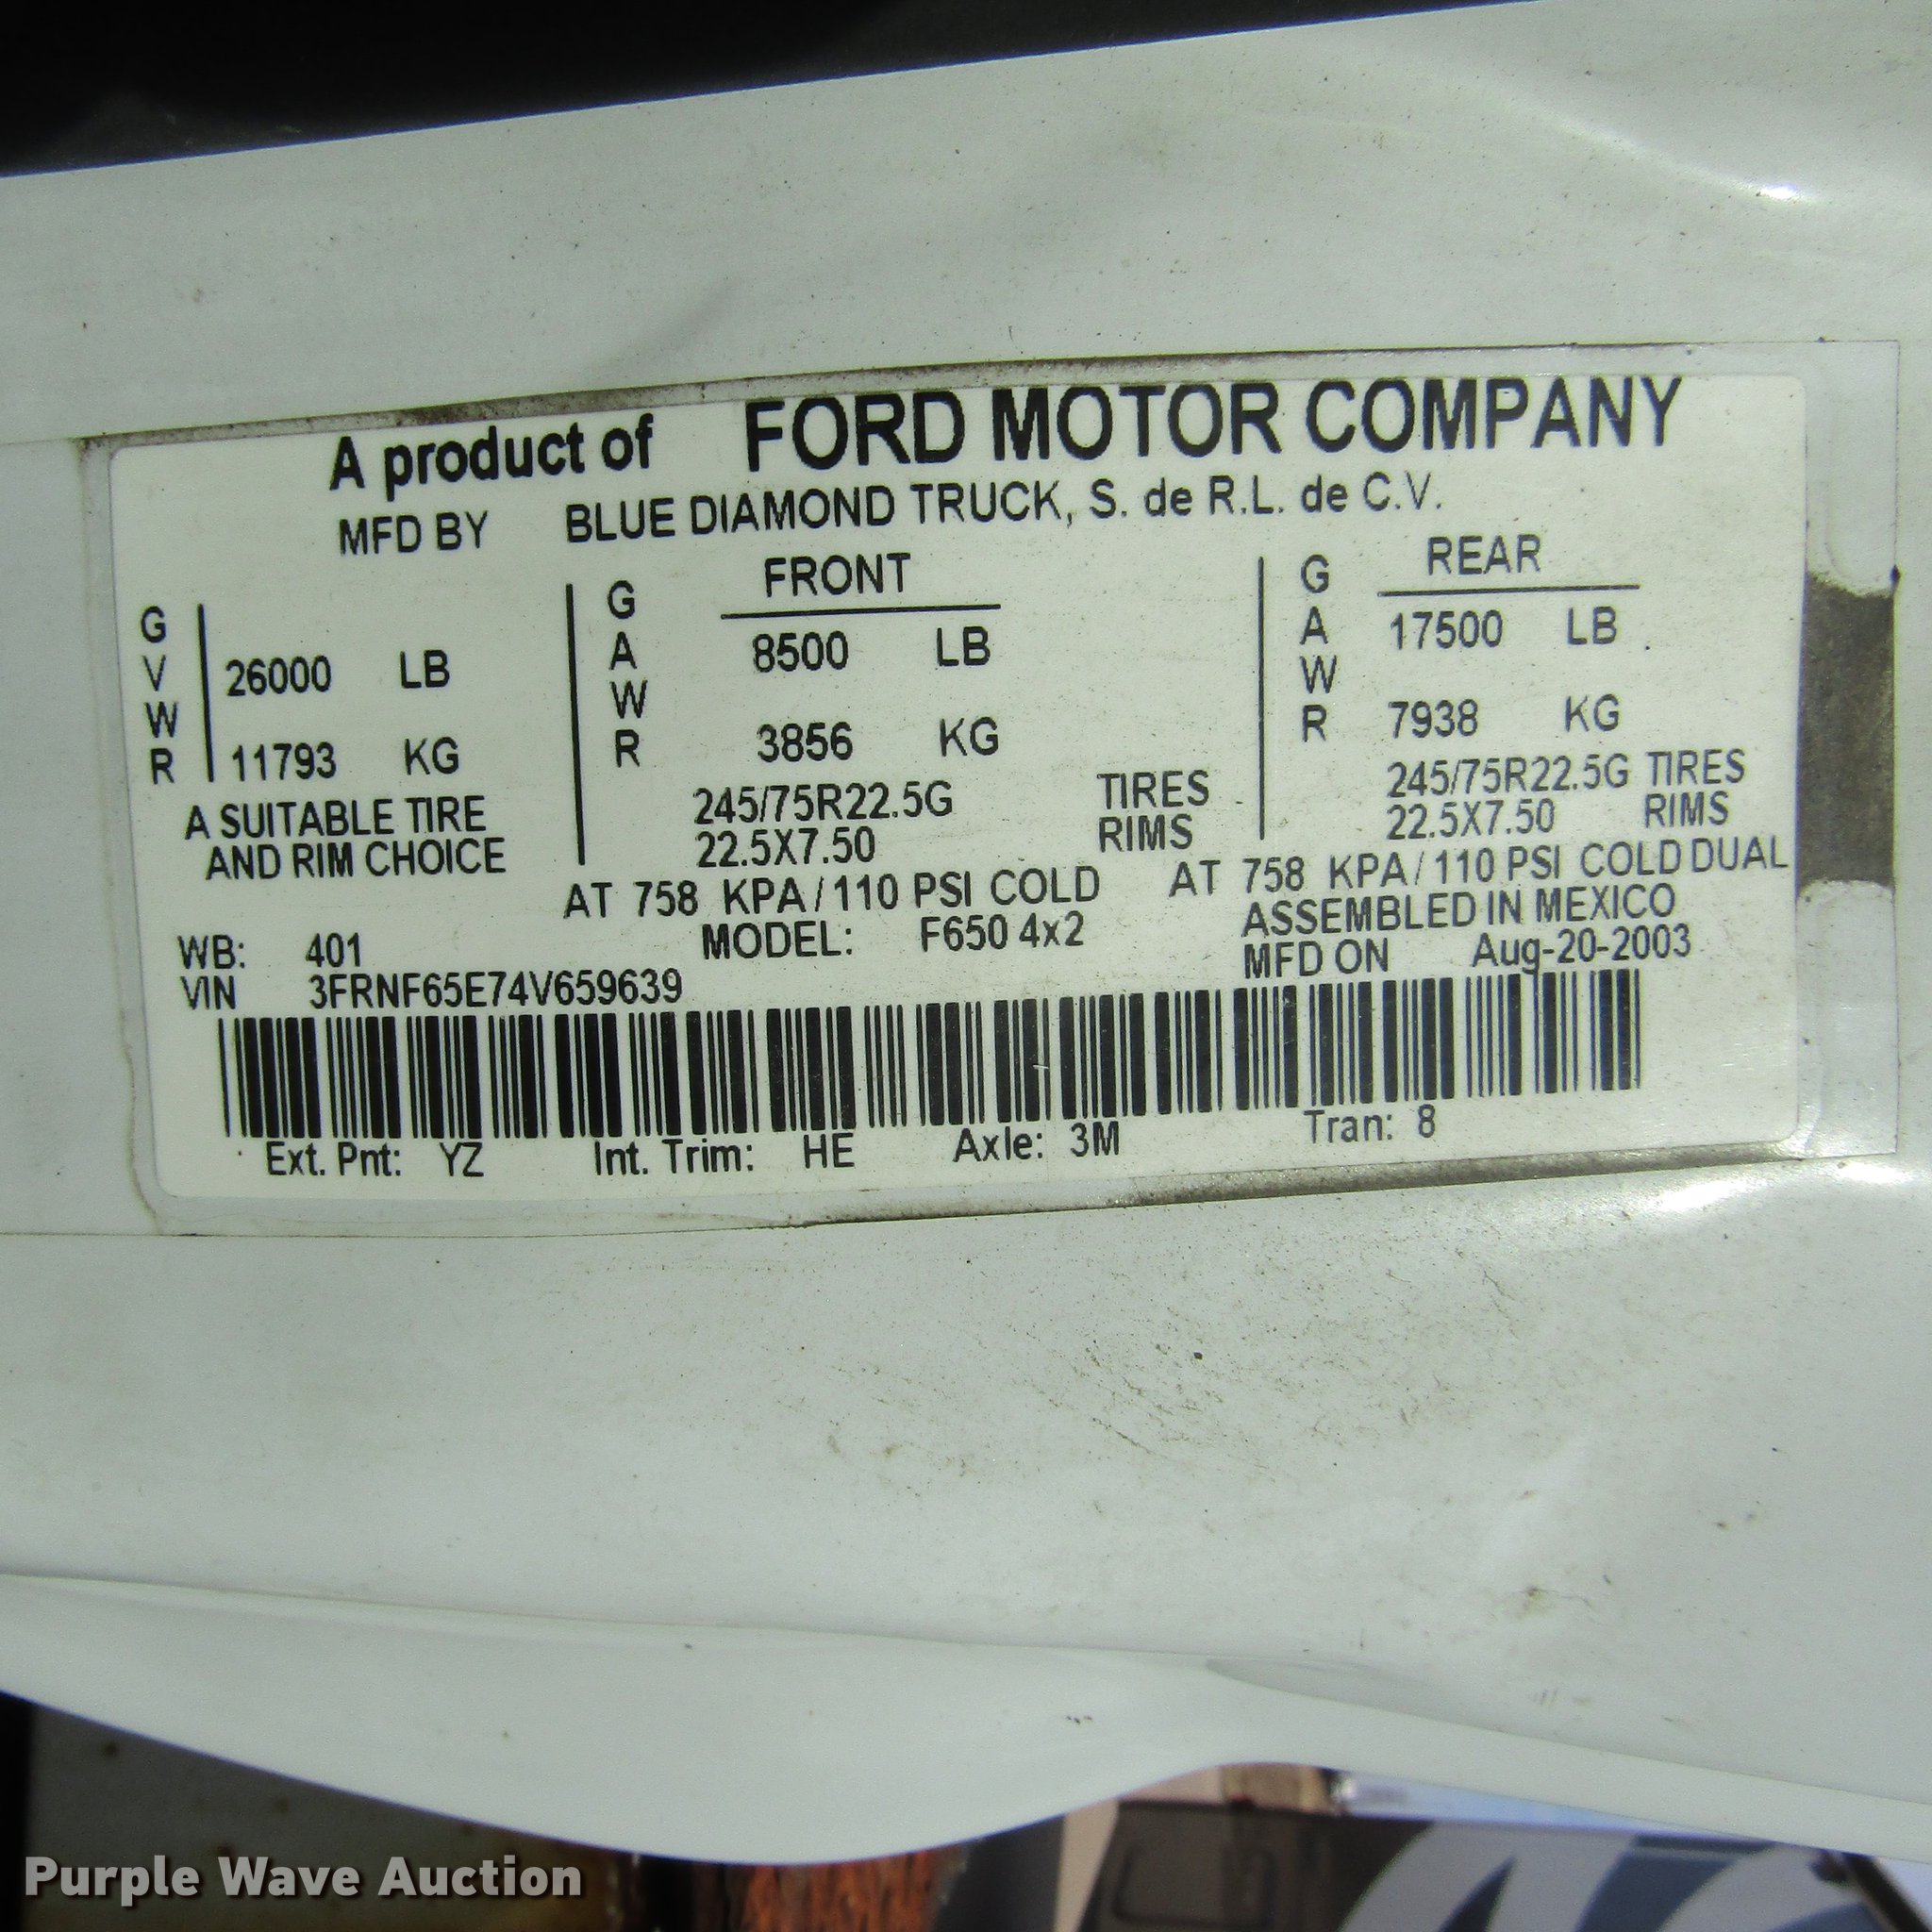 A product of FORD MOTOR COMPANY
MFD BY BLUE DIAMOND TRUCK, S. de R.L. de C.V.
GVWR 26000 LB
11793 KG
A SUITABLE TIRE
AND RIM CHOICE
GAWR FRONT
8500 LB
3856 KG
245/75R22.5G TIRES
22.5X7.50 RIMS
AT 758 KPA/110 PSI COLD
GAWR REAR
17500 LB
7938 KG
245/75R22.5G TIRES
22.5X7.50 RIMS
AT 758 KPA/110 PSI COLD DUAL
WB: 401 MODEL: F650 4x2
ASSEMBLED IN MEXICO
MFD ON Aug-20-2003
VIN 3FRNF65E74V659639
Ext. Pnt: YZ Int. Trim: HE Axle: 3M Tran: 8
Purple Wave Auction